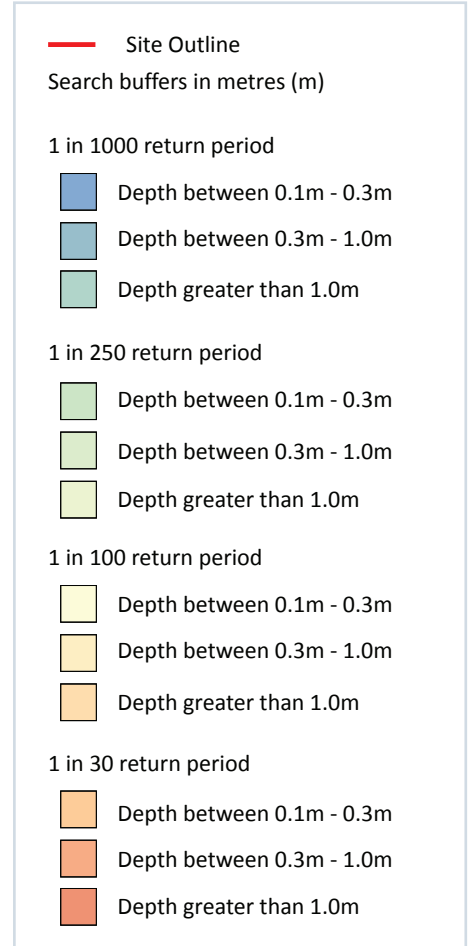 Site Outline
Search buffers in metres (m)
1 in 1000 return period
Depth between 0.1m - 0.3m
Depth between 0.3m - 1.0m
Depth greater than 1.0m
1 in 250 return period
Depth between 0.1m - 0.3m
Depth between 0.3m - 1.0m
Depth greater than 1.0m
1 in 100 return period
Depth between 0.1m - 0.3m
Depth between 0.3m - 1.0m
Depth greater than 1.0m
1 in 30 return period
Depth between 0.1m - 0.3m
Depth between 0.3m - 1.0m
Depth greater than 1.0m